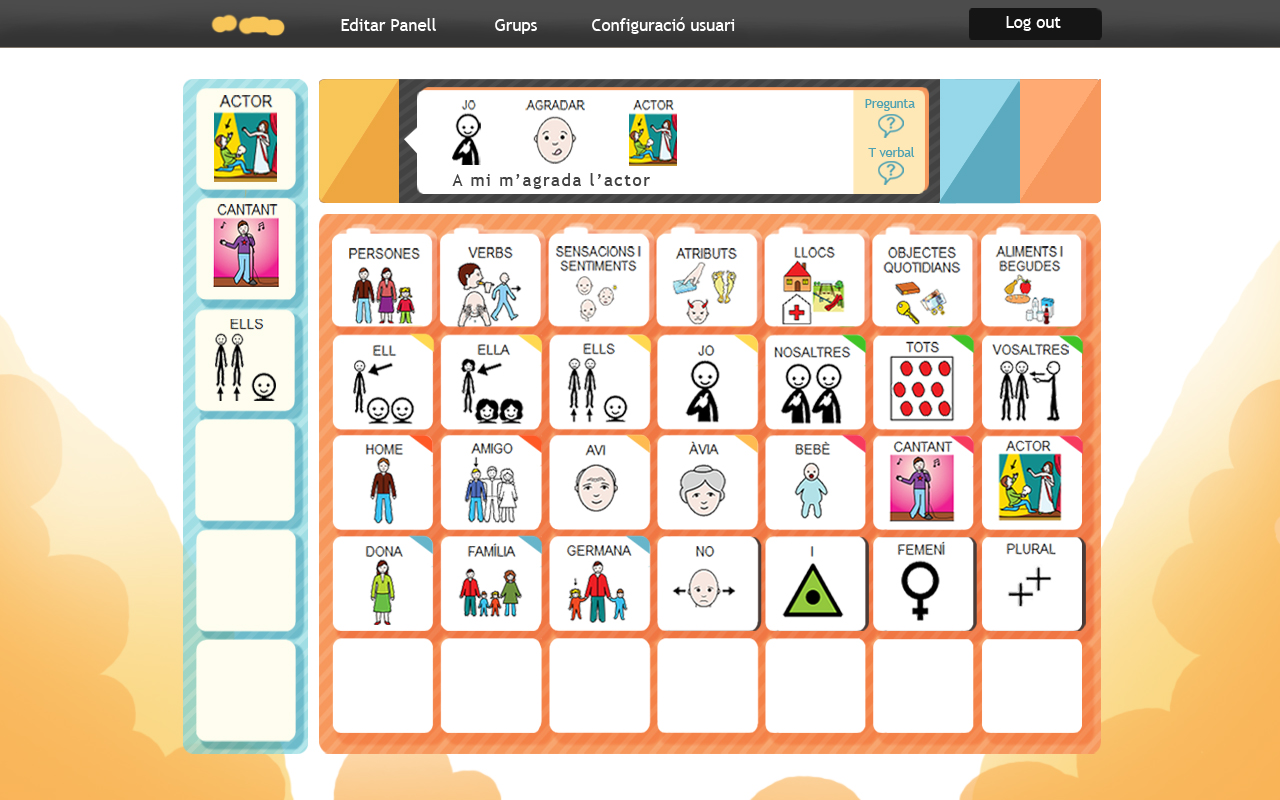 Editar Panell
Grups
Configuració usuari
Log out
ACTOR
CANTANT
ELLS
JO
AGRADAR
ACTOR
A mi m’agrada l’actor
Pregunta
?
T verbal
?
PERSONES
VERBS
SENSACIONS I
SENTIMENTS
ATRIBUTS
LLOCS
OBJECTES
QUOTIDIANS
ALIMENTS I
BEGUDES
ELL
ELLA
ELLS
JO
NOSALTRES
TOTS
VOSALTRES
HOME
AMIGO
AVI
ÀVIA
BEBÈ
CANTANT
ACTOR
DONA
FAMÍLIA
GERMANA
NO
I
FEMENÍ
PLURAL